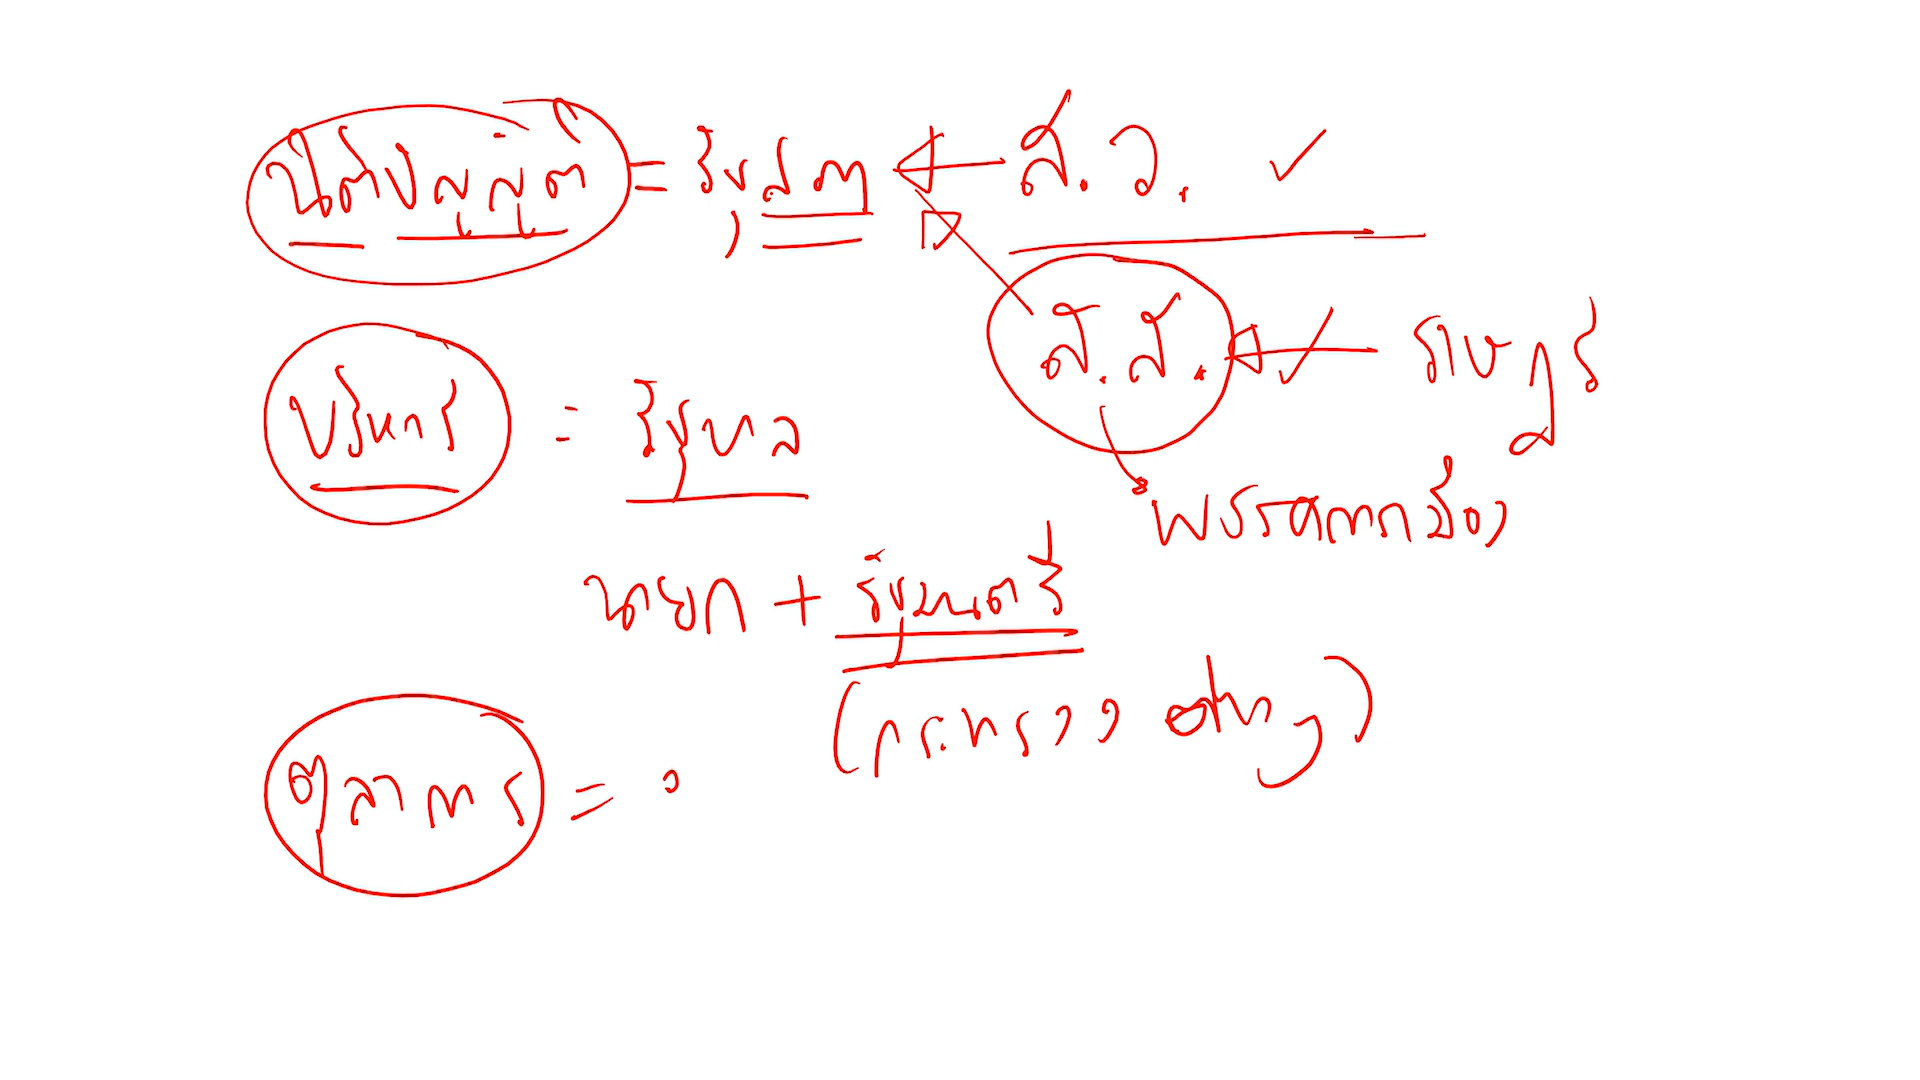 นิติบัญญัติ = รัฐสภา ← ส.ว. ✓
ส.ส. ← ราษฎร
บริหาร = รัฐบาล
พรรคการเมือง
นายก + รัฐมนตรี
(กระทรวง ต่างๆ)
ตุลาการ =